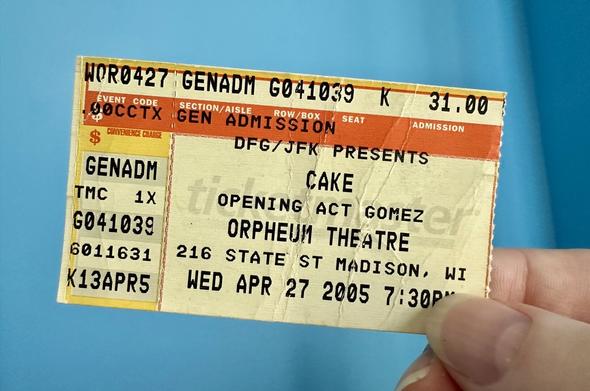 WOR0427 GENADM G041039 K 31.00
EVENT CODE SECTION/AISLE ROW/BOX SEAT ADMISSION
.00CCTX GEN ADMISSION
$ CONVENIENCE CHARGE
DFG/JFK PRESENTS
GENADM CAKE
TMC 1X OPENING ACT GOMEZ
G041039 ORPHEUM THEATRE
6011631 216 STATE ST MADISON, WI
K13APR5 WED APR 27 2005 7:30PM
ticketmaster